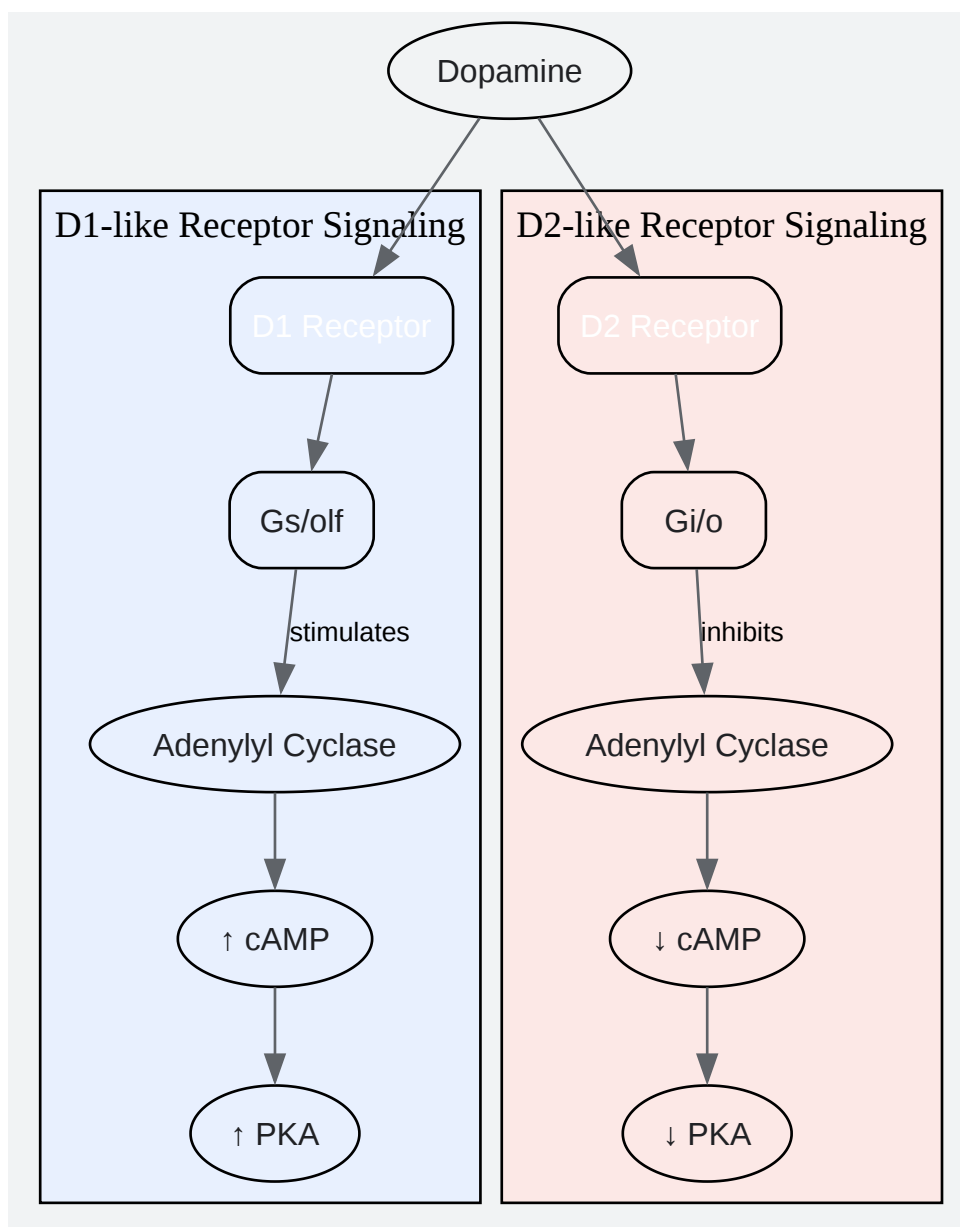 Dopamine
D1-like Receptor Signaling
D1 Receptor
Gs/olf
stimulates
Adenylyl Cyclase
↑ cAMP
↑ PKA
D2-like Receptor Signaling
D2 Receptor
Gi/o
inhibits
Adenylyl Cyclase
↓ cAMP
↓ PKA